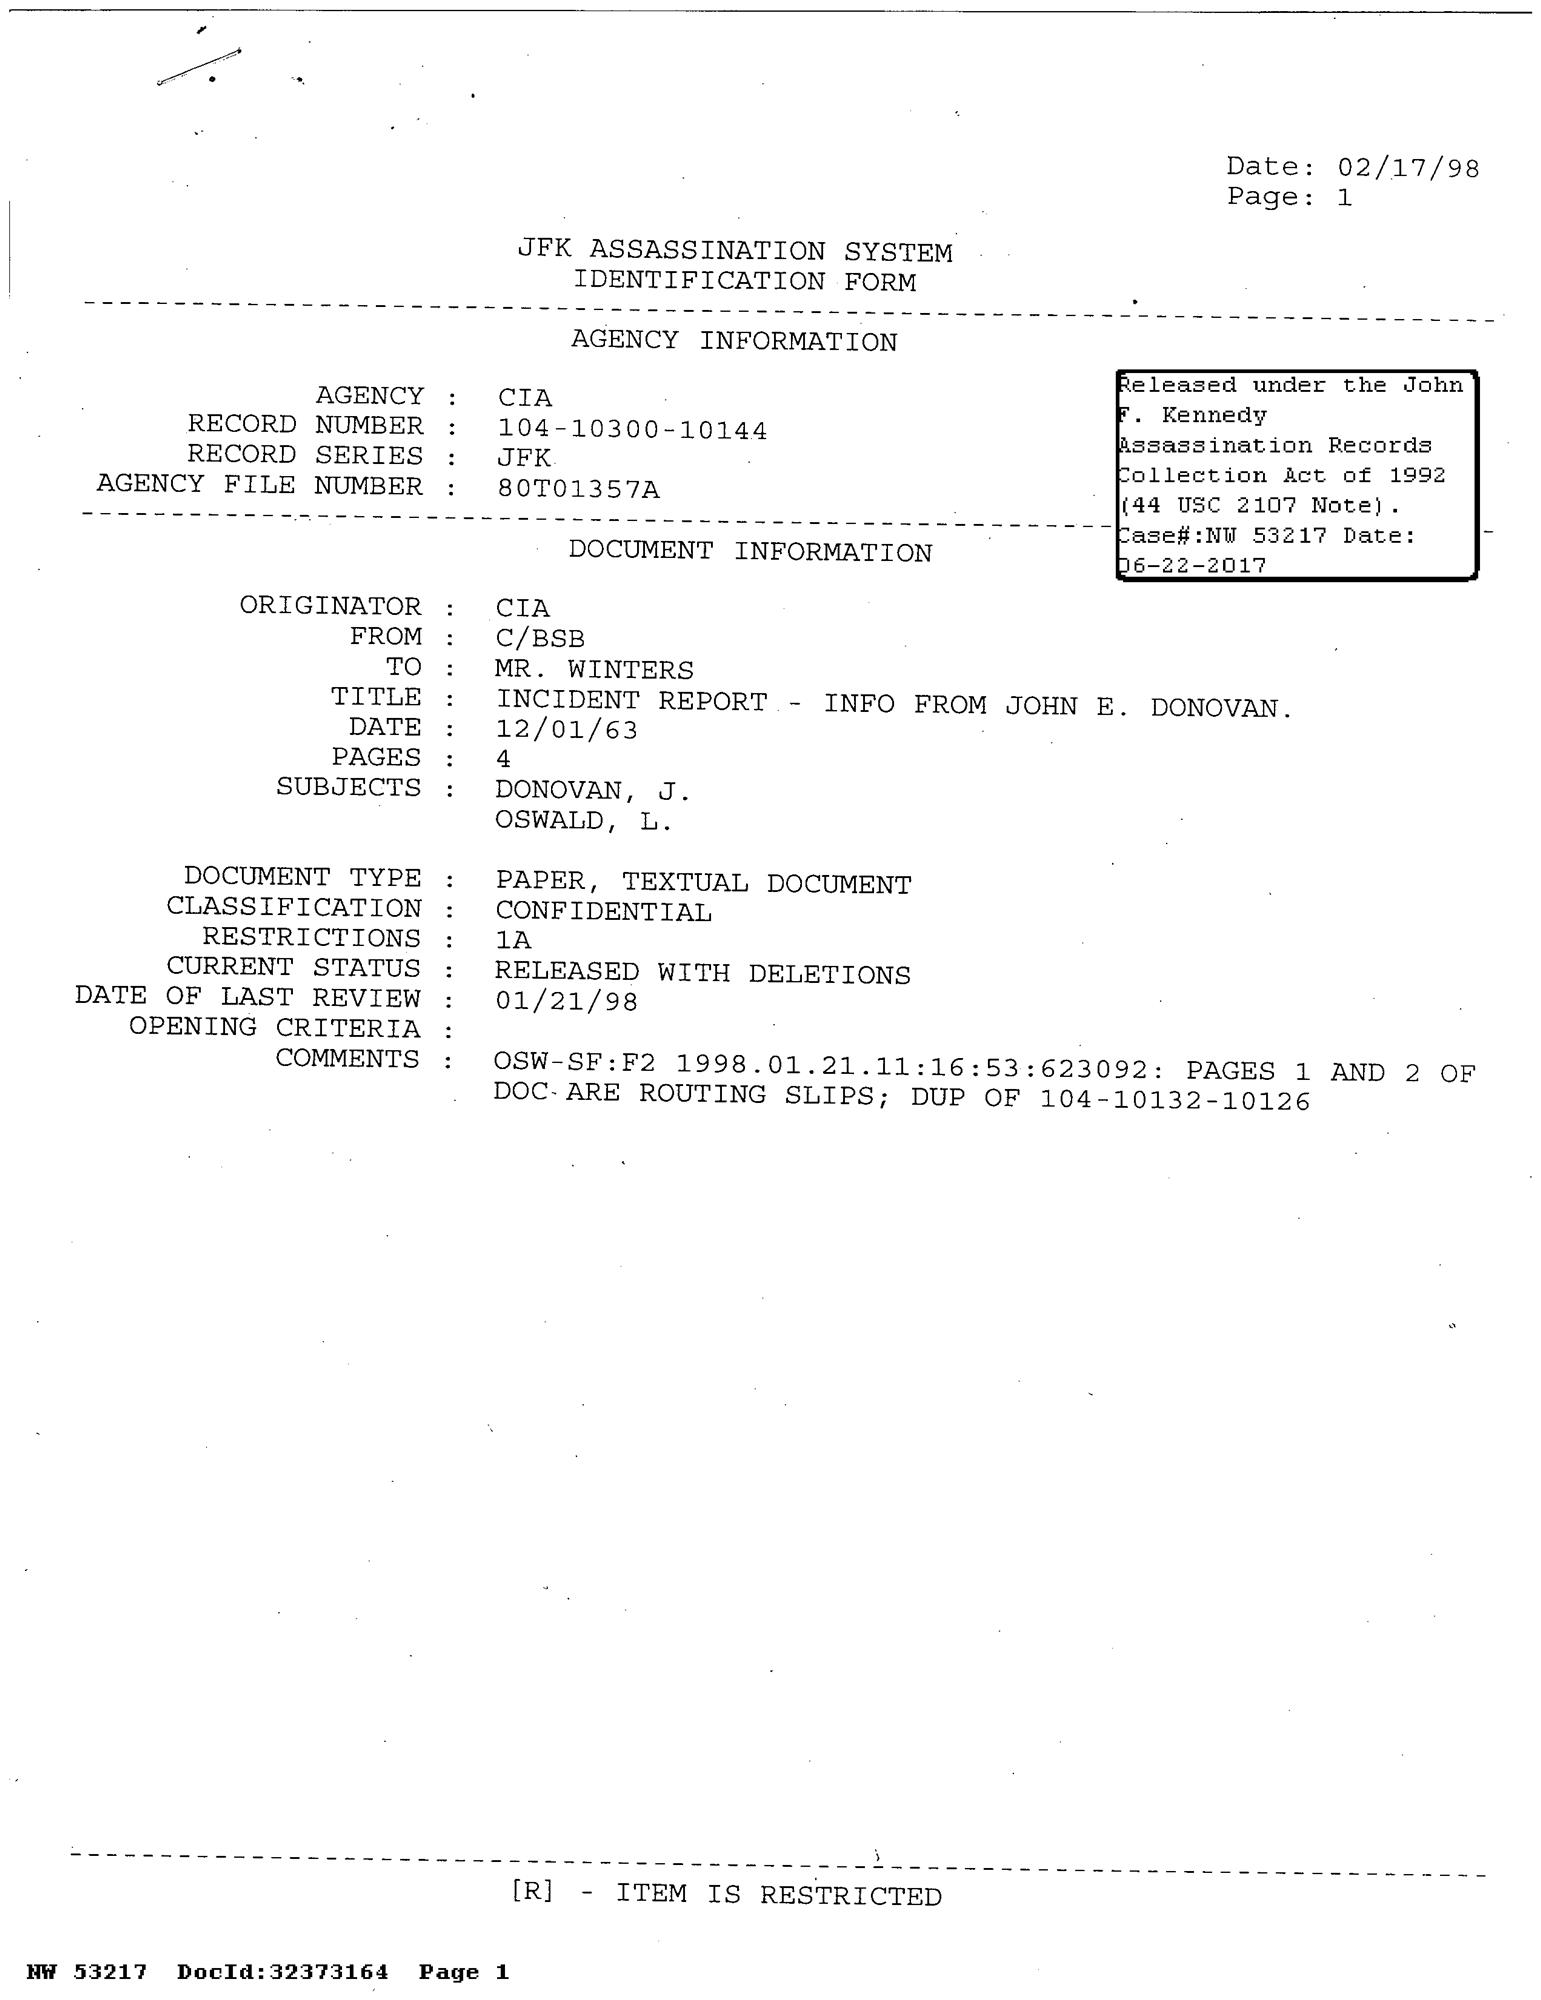 Date: 02/17/98
Page: 1
JFK ASSASSINATION SYSTEM
IDENTIFICATION FORM
AGENCY INFORMATION
AGENCY : CIA
RECORD NUMBER : 104-10300-10144
RECORD SERIES : JFK
AGENCY FILE NUMBER : 80T01357A
Released under the John
F. Kennedy
Assassination Records
Collection Act of 1992
(44 USC 2107 Note).
Case#:NW 53217 Date:
06-22-2017
DOCUMENT INFORMATION
ORIGINATOR : CIA
FROM : C/BSB
TO : MR. WINTERS
TITLE : INCIDENT REPORT - INFO FROM JOHN E. DONOVAN.
DATE : 12/01/63
PAGES : 4
SUBJECTS : DONOVAN, J.
OSWALD, L.
DOCUMENT TYPE : PAPER, TEXTUAL DOCUMENT
CLASSIFICATION : CONFIDENTIAL
RESTRICTIONS : 1A
CURRENT STATUS : RELEASED WITH DELETIONS
DATE OF LAST REVIEW : 01/21/98
OPENING CRITERIA :
COMMENTS : OSW-SF:F2 1998.01.21.11:16:53:623092: PAGES 1 AND 2 OF
DOC ARE ROUTING SLIPS; DUP OF 104-10132-10126
[R] - ITEM IS RESTRICTED
NW 53217 DocId:32373164 Page 1